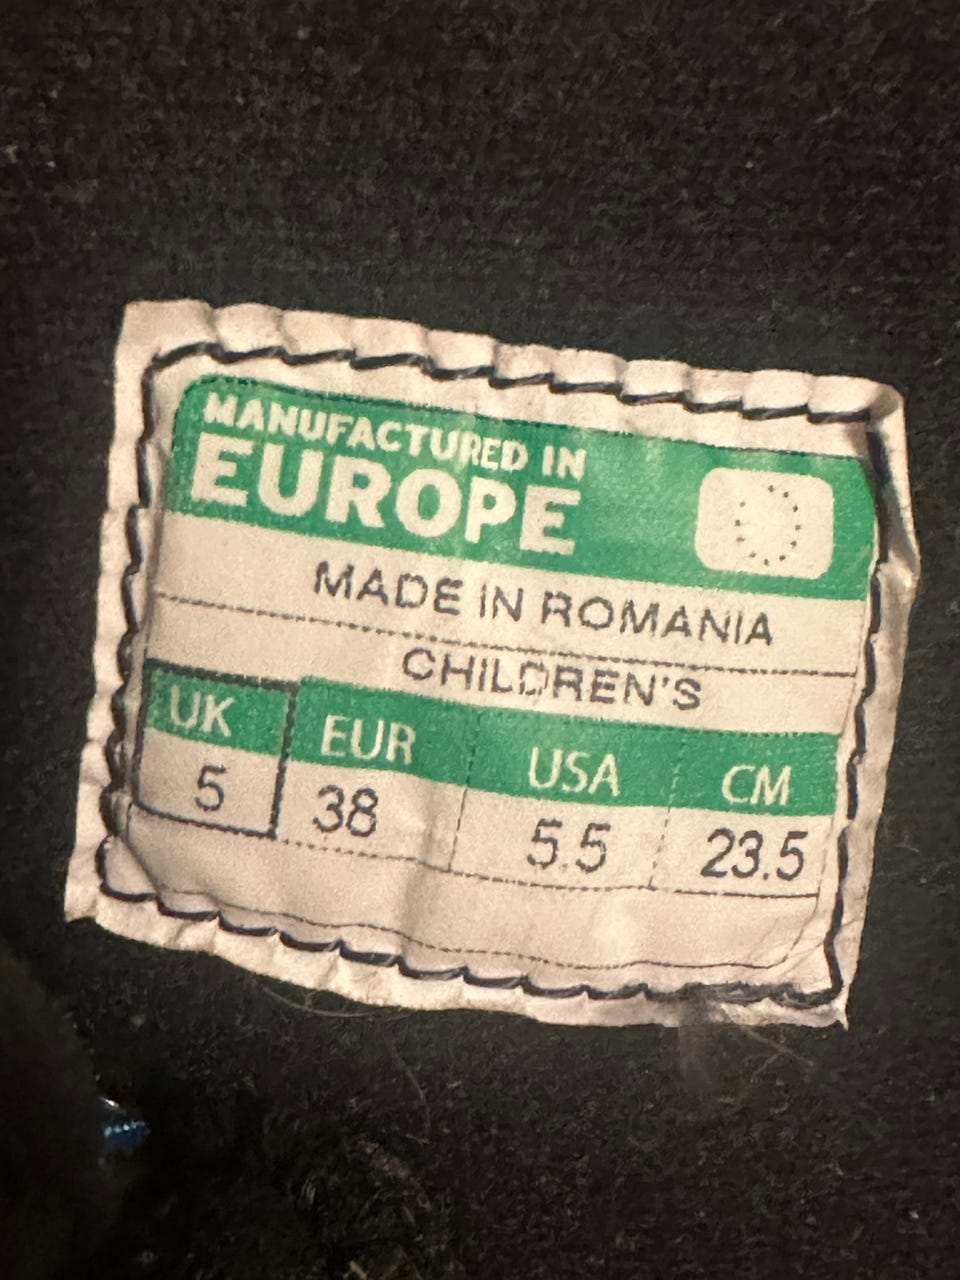 MANUFACTURED IN
EUROPE
MADE IN ROMANIA
CHILDREN'S
UK EUR USA CM
5 38 5.5 23.5